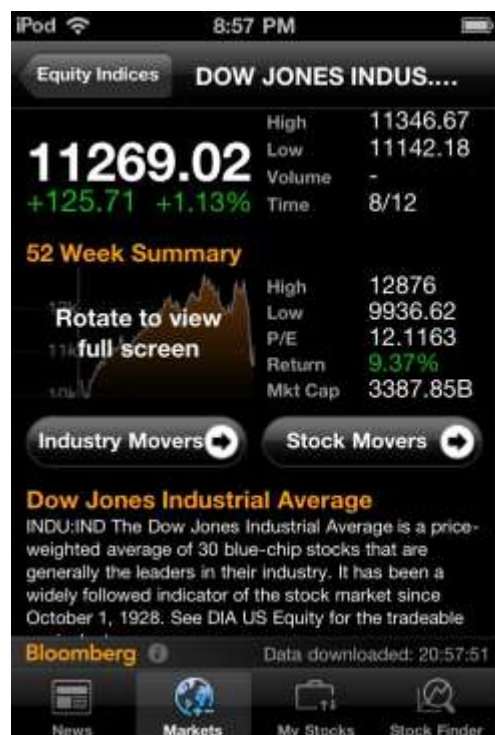 iPod 8:57 PM
Equity Indices DOW JONES INDUS....
11269.02
+125.71 +1.13%
High 11346.67
Low 11142.18
Volume -
Time 8/12
52 Week Summary
Rotate to view
full screen
High 12876
Low 9936.62
P/E 12.1163
Return 9.37%
Mkt Cap 3387.85B
Industry Movers Stock Movers
Dow Jones Industrial Average
INDU:IND The Dow Jones Industrial Average is a price-
weighted average of 30 blue-chip stocks that are
generally the leaders in their industry. It has been a
widely followed indicator of the stock market since
October 1, 1928. See DIA US Equity for the tradeable
Bloomberg Data downloaded: 20:57:51
News Markets My Stocks Stock Finder